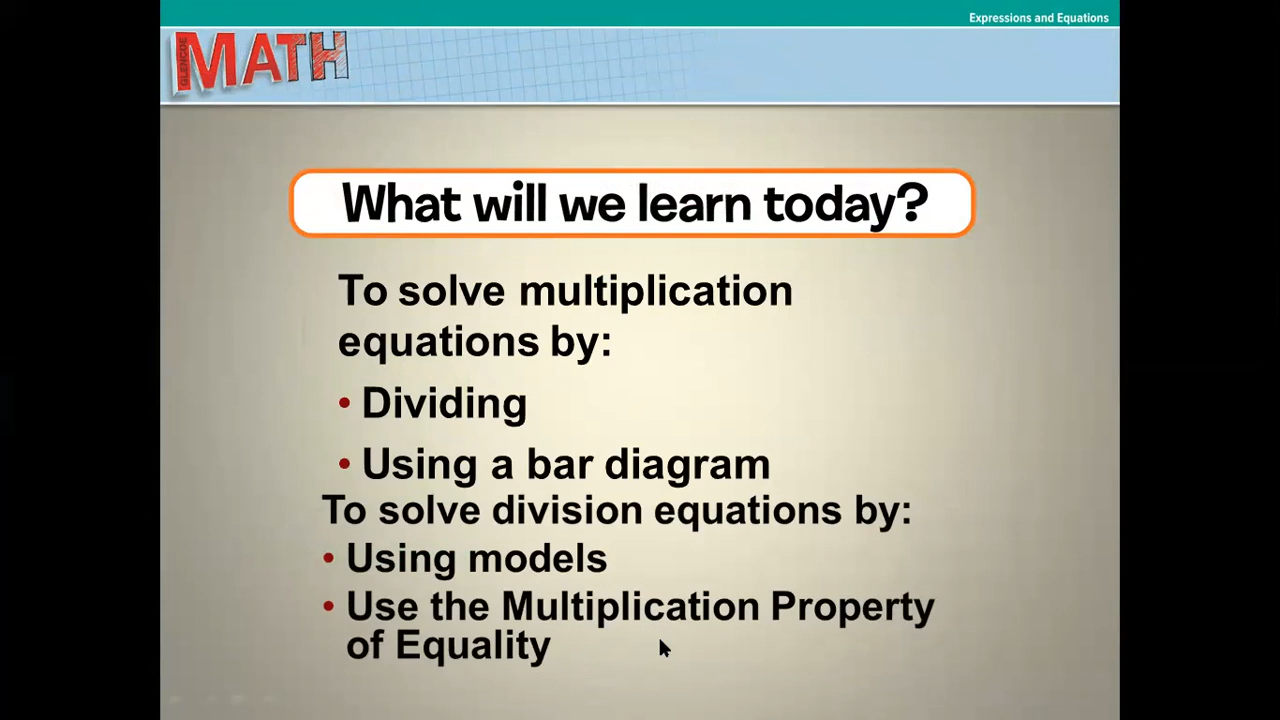 Expressions and Equations
GLENCOE
MATH
What will we learn today?
To solve multiplication
equations by:
• Dividing
• Using a bar diagram
To solve division equations by:
• Using models
• Use the Multiplication Property
of Equality